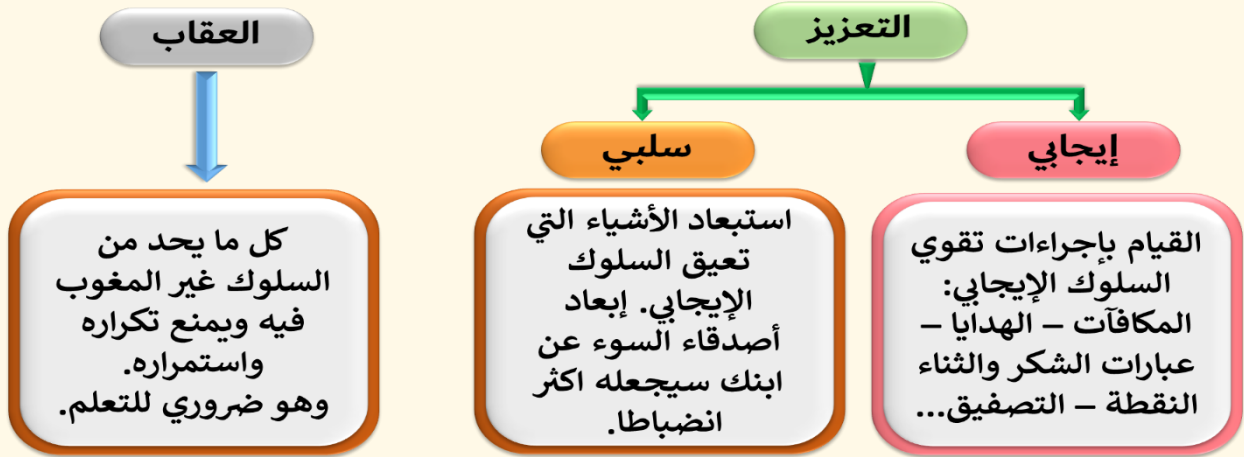 التعزيز
إيجابي
القيام بإجراءات تقوي
السلوك الإيجابي:
المكافآت – الهدايا –
عبارات الشكر والثناء
النقطة – التصفيق...
سلبي
استبعاد الأشياء التي
تعيق السلوك
الإيجابي. إبعاد
أصدقاء السوء عن
ابنك سيجعله اكثر
انضباطا.
العقاب
كل ما يحد من
السلوك غير المغوب
فيه ويمنع تكراره
واستمراره.
وهو ضروري للتعلم.